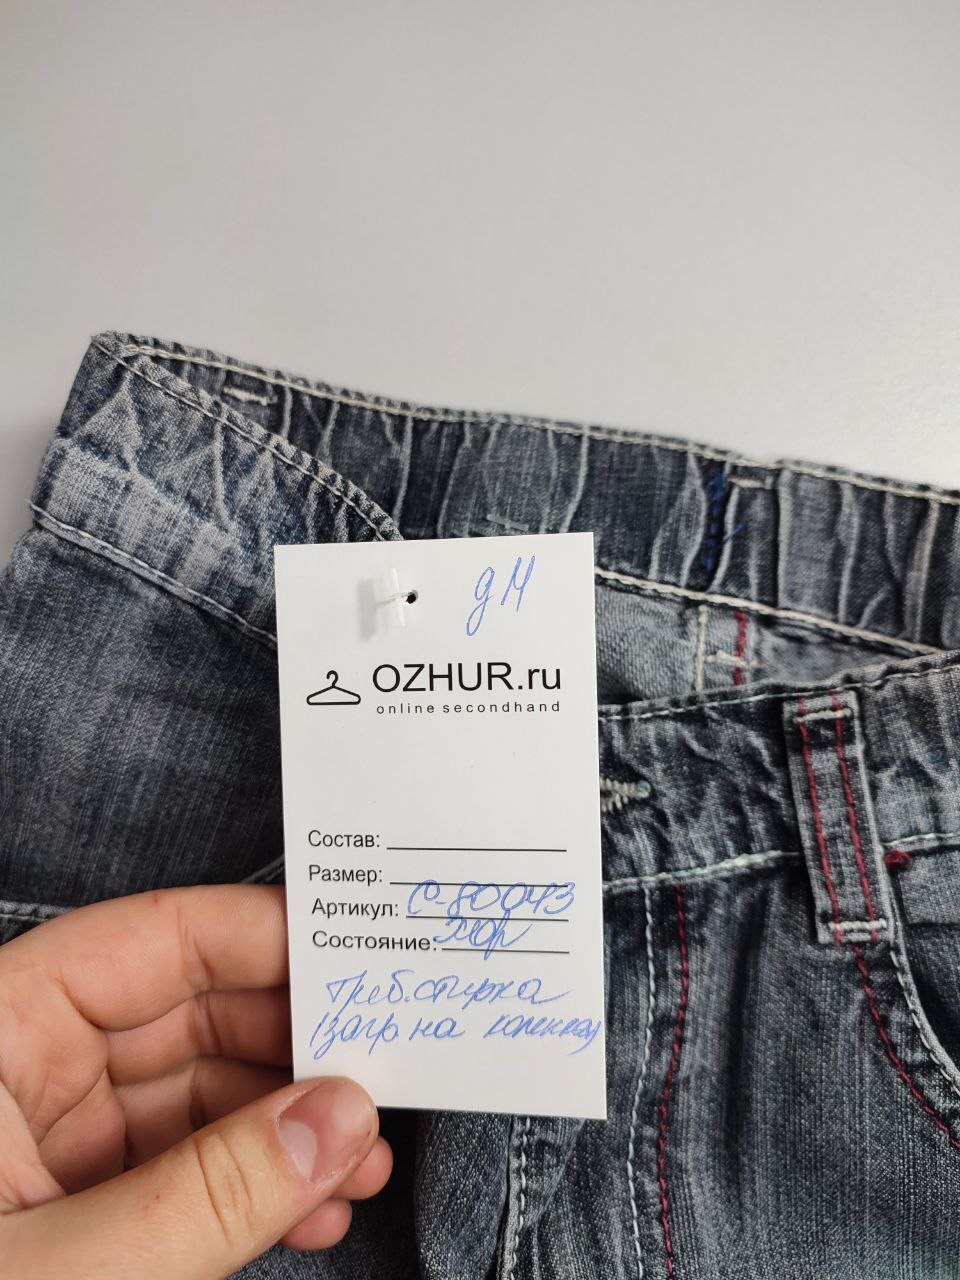 дМ
OZHUR.ru
online secondhand
Состав:
Размер:
Артикул: С-80043
Состояние: хор
треб. стирка
(загр на коленках)